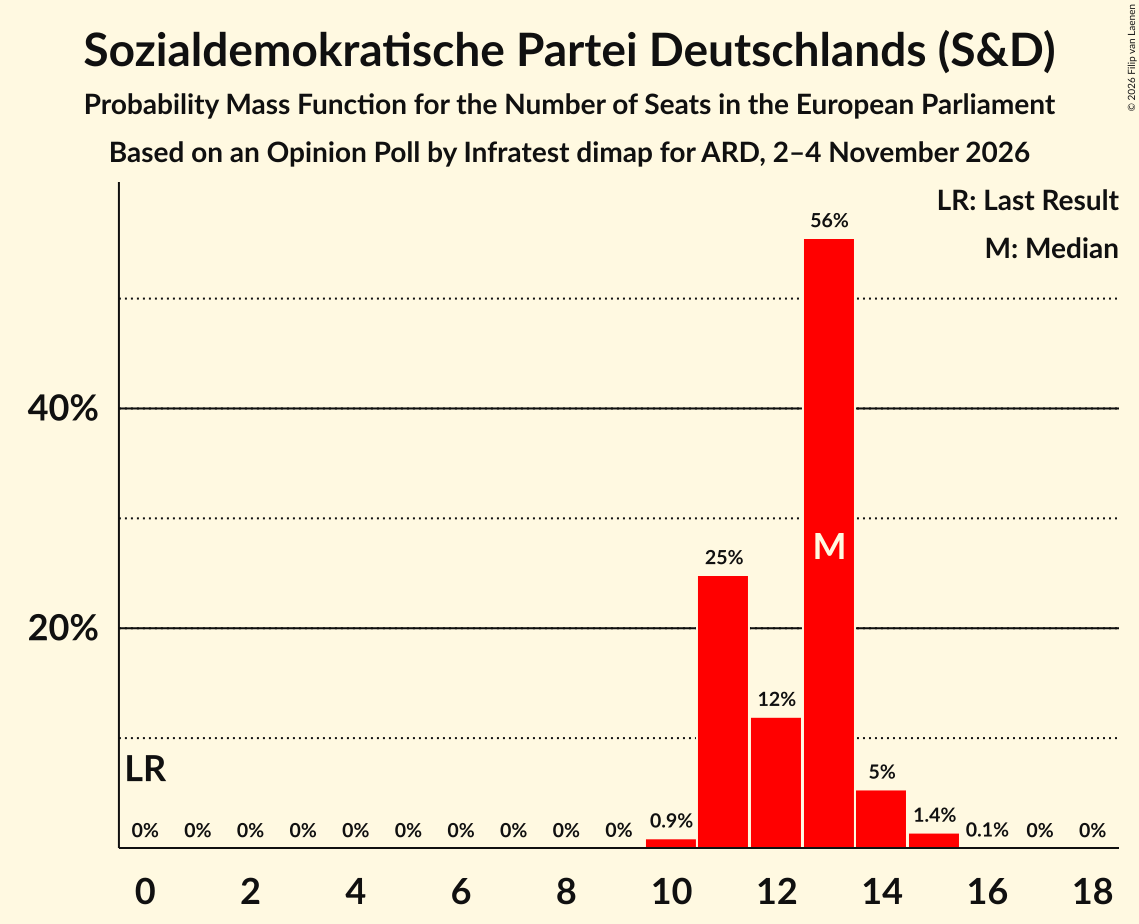 Sozialdemokratische Partei Deutschlands (S&D)
Probability Mass Function for the Number of Seats in the European Parliament
Based on an Opinion Poll by Infratest dimap for ARD, 2–4 November 2026
© 2026 Filip van Laenen
LR: Last Result
M: Median
56%
40%
M
25%
20%
12%
LR
5%
0% 0% 0% 0% 0% 0% 0% 0% 0% 0% 0.9% 1.4% 0.1% 0% 0%
0 2 4 6 8 10 12 14 16 18